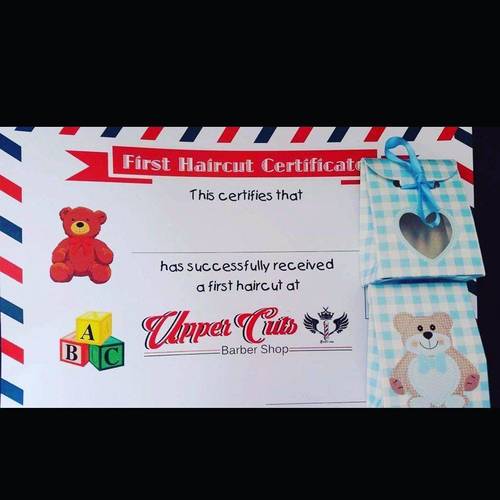 First Haircut Certificate
This certifies that
has successfully received
a first haircut at
Upper Cuts
Barber Shop
A
B C